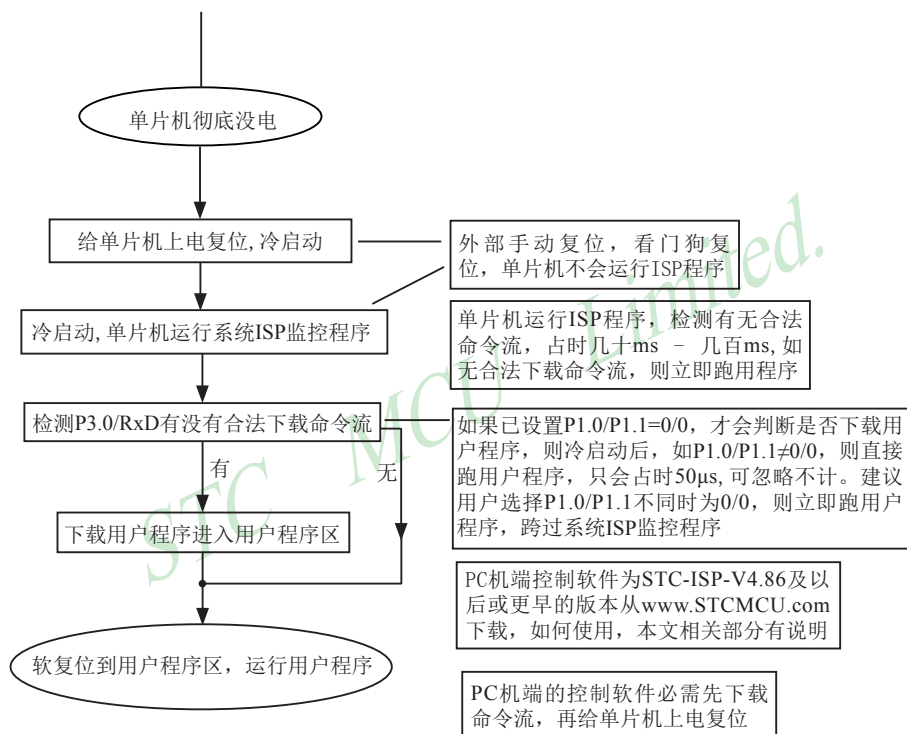 单片机彻底没电
给单片机上电复位,冷启动
外部手动复位，看门狗复
位，单片机不会运行ISP程序
冷启动,单片机运行系统ISP监控程序
单片机运行ISP程序，检测有无合法
命令流，占时几十ms － 几百ms,如
无合法下载命令流，则立即跑用程序
检测P3.0/RxD有没有合法下载命令流
如果已设置P1.0/P1.1=0/0，才会判断是否下载用
户程序，则冷启动后，如P1.0/P1.1≠0/0，则直接
跑用户程序，只会占时50μs,可忽略不计。建议
用户选择P1.0/P1.1不同时为0/0，则立即跑用户
程序，跨过系统ISP监控程序
有
无
下载用户程序进入用户程序区
PC机端控制软件为STC-ISP-V4.86及以
后或更早的版本从www.STCMCU.com
下载，如何使用，本文相关部分有说明
软复位到用户程序区，运行用户程序
PC机端的控制软件必需先下载
命令流，再给单片机上电复位
STC MCU Limited.